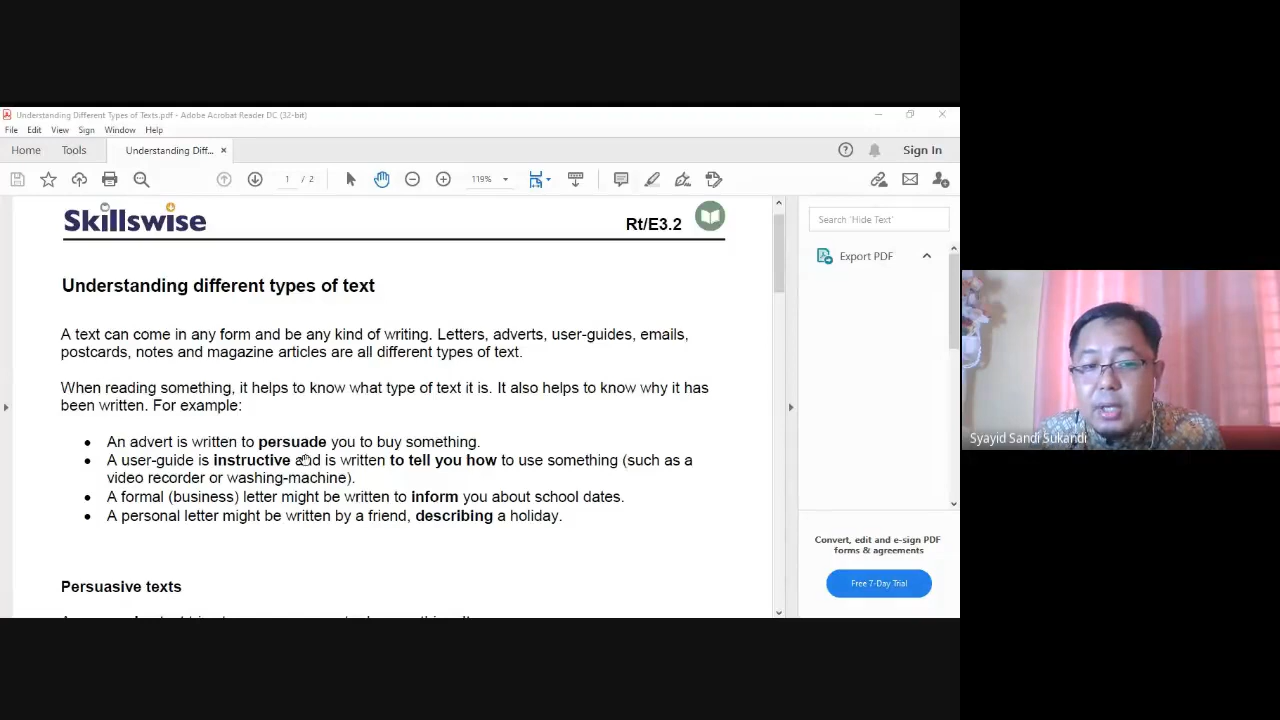 Understanding Different Types of Texts.pdf - Adobe Acrobat Reader DC (32-bit)
File Edit View Sign Window Help
Home Tools Understanding Diff... × Sign In
1 / 2 119%
Skillswise Rt/E3.2
Search 'Hide Text'
Export PDF
Understanding different types of text
A text can come in any form and be any kind of writing. Letters, adverts, user-guides, emails,
postcards, notes and magazine articles are all different types of text.
When reading something, it helps to know what type of text it is. It also helps to know why it has
been written. For example:
• An advert is written to persuade you to buy something.
• A user-guide is instructive and is written to tell you how to use something (such as a
video recorder or washing-machine).
• A formal (business) letter might be written to inform you about school dates.
• A personal letter might be written by a friend, describing a holiday.
Syayid Sandi Sukandi
Convert, edit and e-sign PDF
forms & agreements
Free 7-Day Trial
Persuasive texts